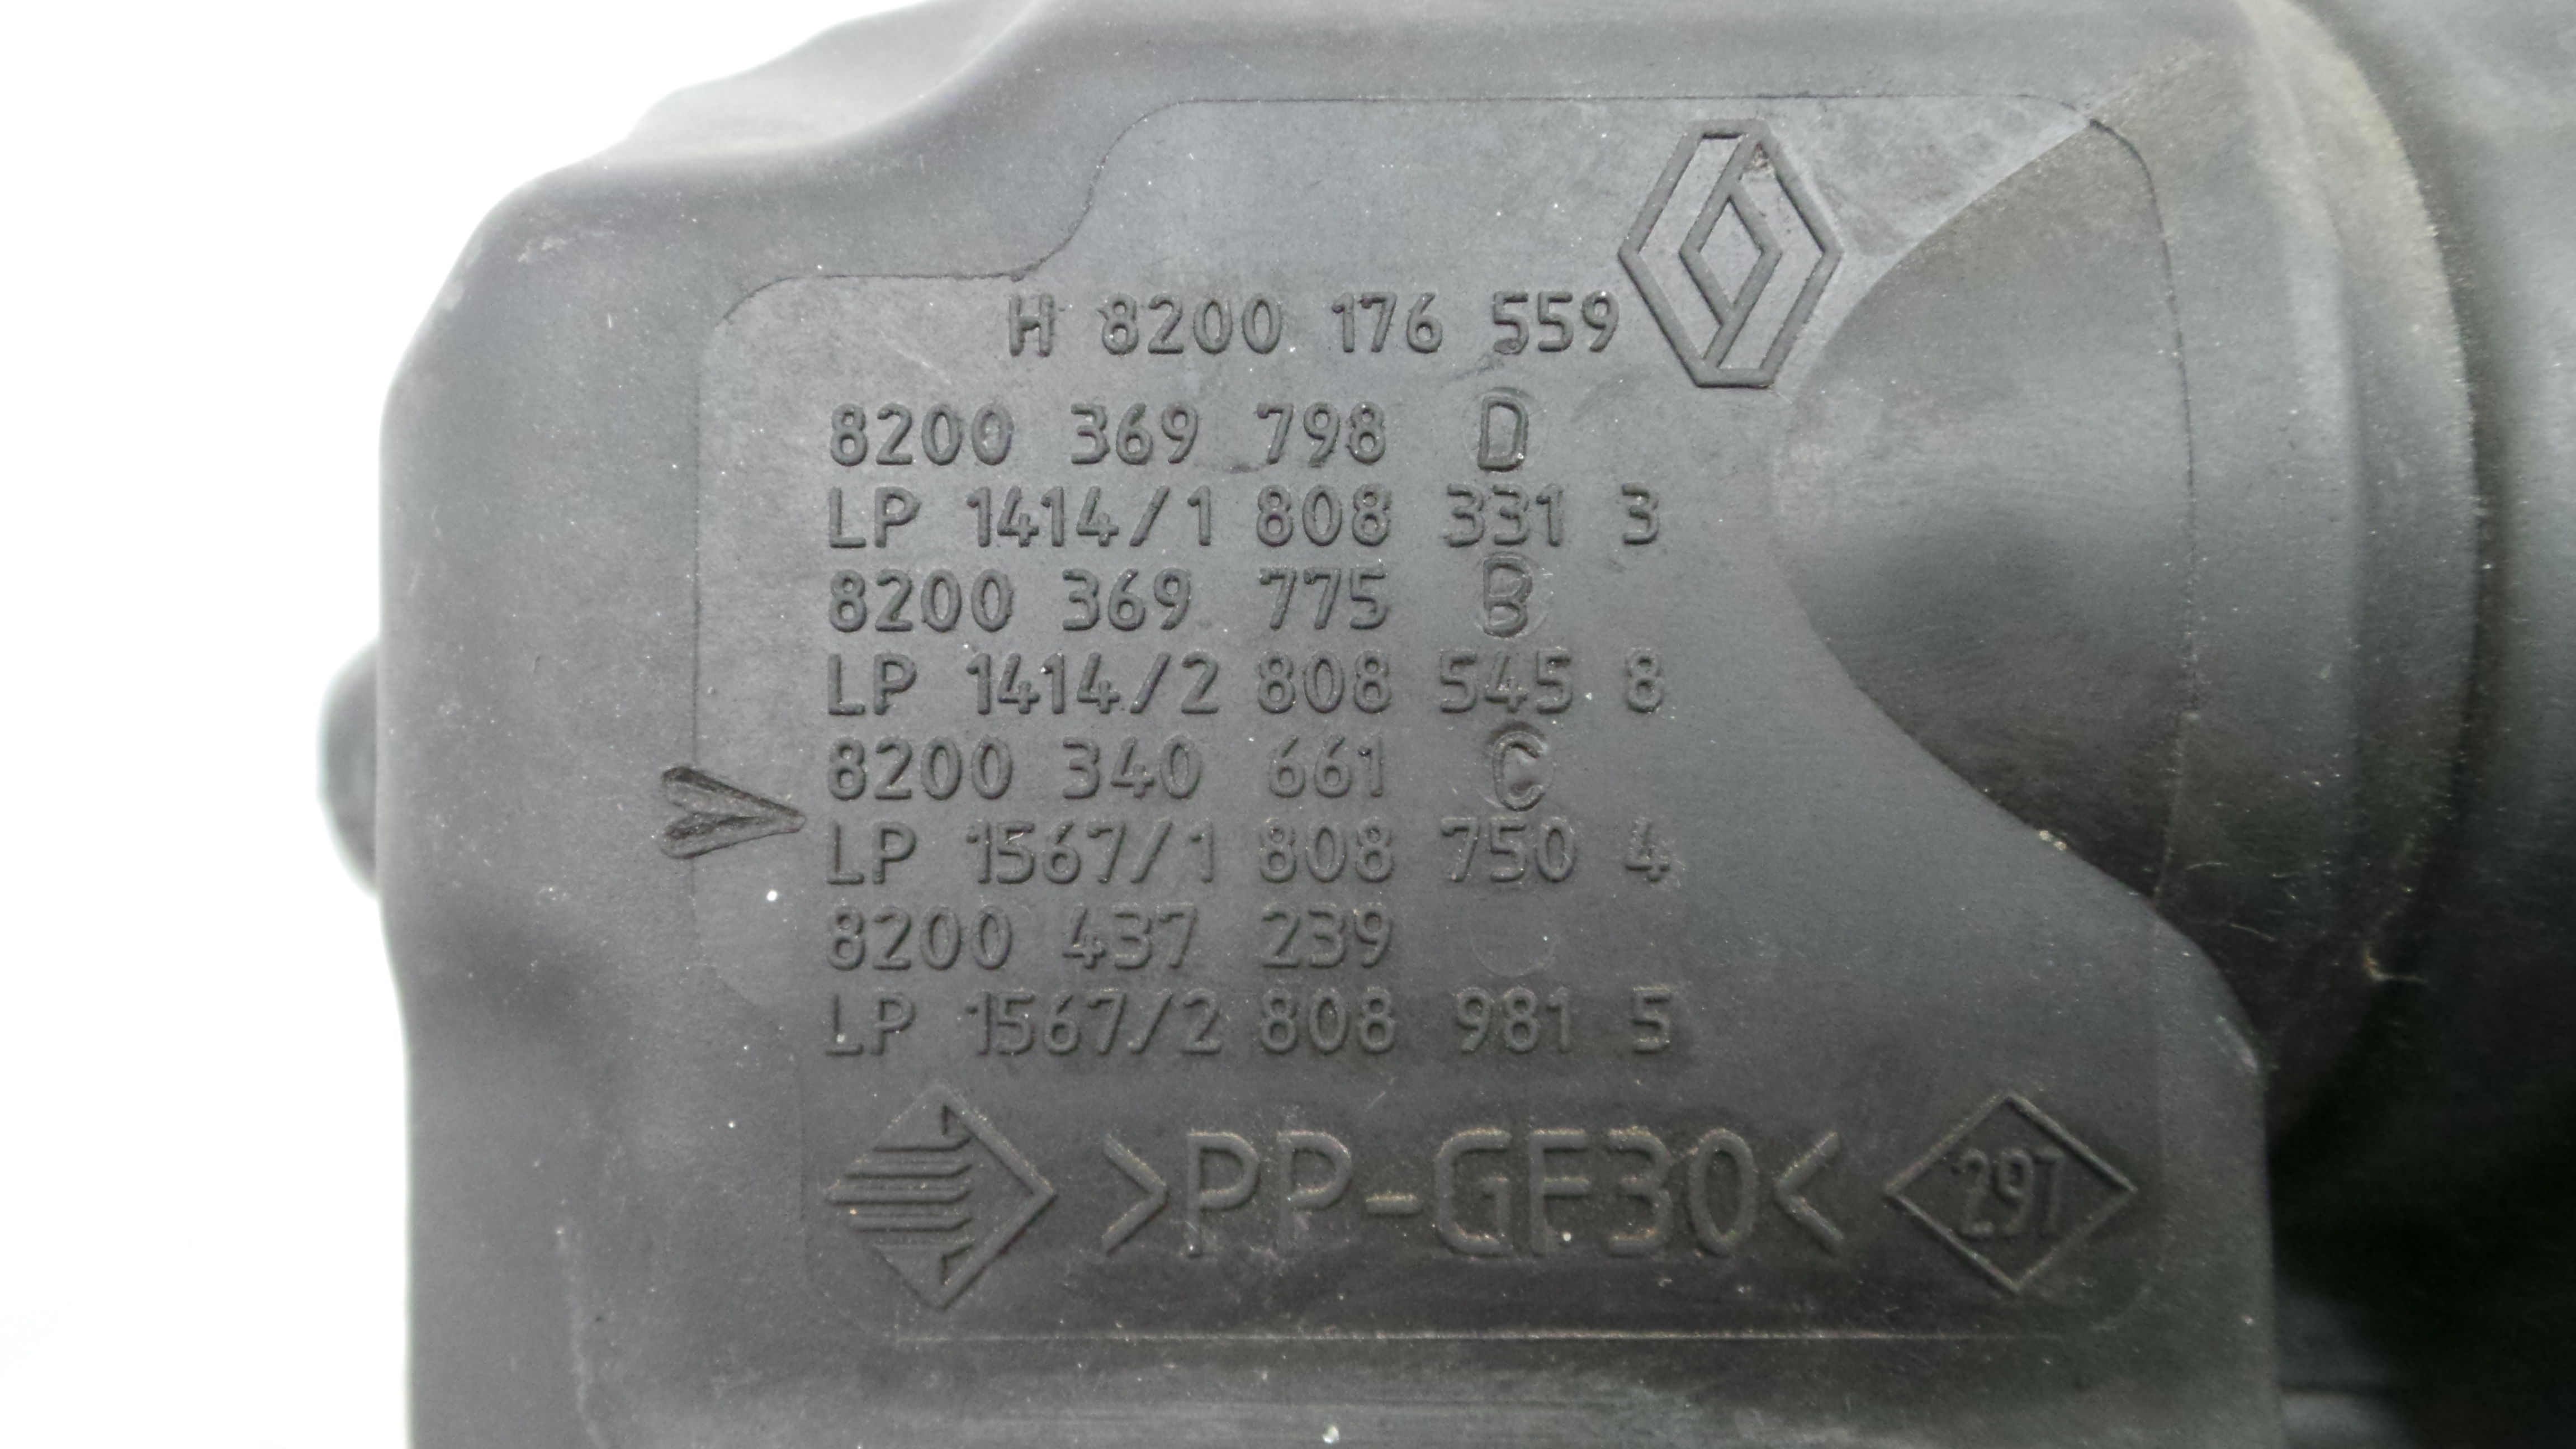 H 8200 176 559
8200 369 798 D
LP 1414/1 808 331 3
8200 369 775 B
LP 1414/2 808 545 8
8200 340 661 C
LP 1567/1 808 750 4
8200 437 239
LP 1567/2 808 981 5
>PP-GF30< 297